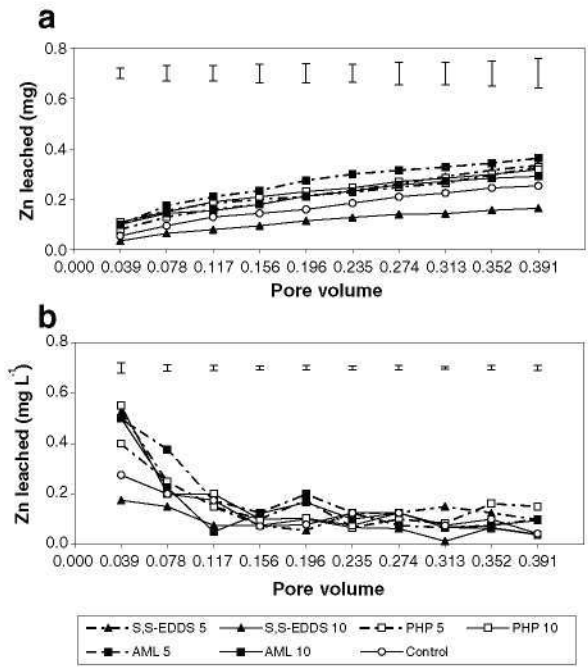 a
Zn leached (mg)
0.8
0.6
0.4
0.2
0.0
0.000 0.039 0.078 0.117 0.156 0.196 0.235 0.274 0.313 0.352 0.391
Pore volume
b
Zn leached (mg L⁻¹)
0.8
0.6
0.4
0.2
0.0
0.000 0.039 0.078 0.117 0.156 0.196 0.235 0.274 0.313 0.352 0.391
Pore volume
S,S-EDDS 5 S,S-EDDS 10 PHP 5 PHP 10
AML 5 AML 10 Control